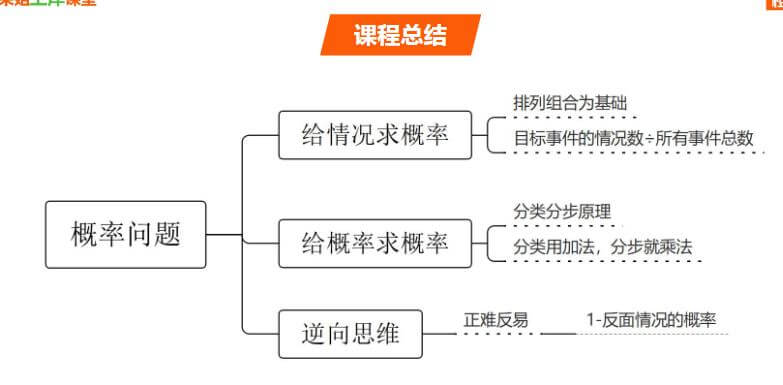 课程总结
排列组合为基础
给情况求概率
目标事件的情况数÷所有事件总数
分类分步原理
概率问题
给概率求概率
分类用加法，分步就乘法
逆向思维
正难反易
1-反面情况的概率